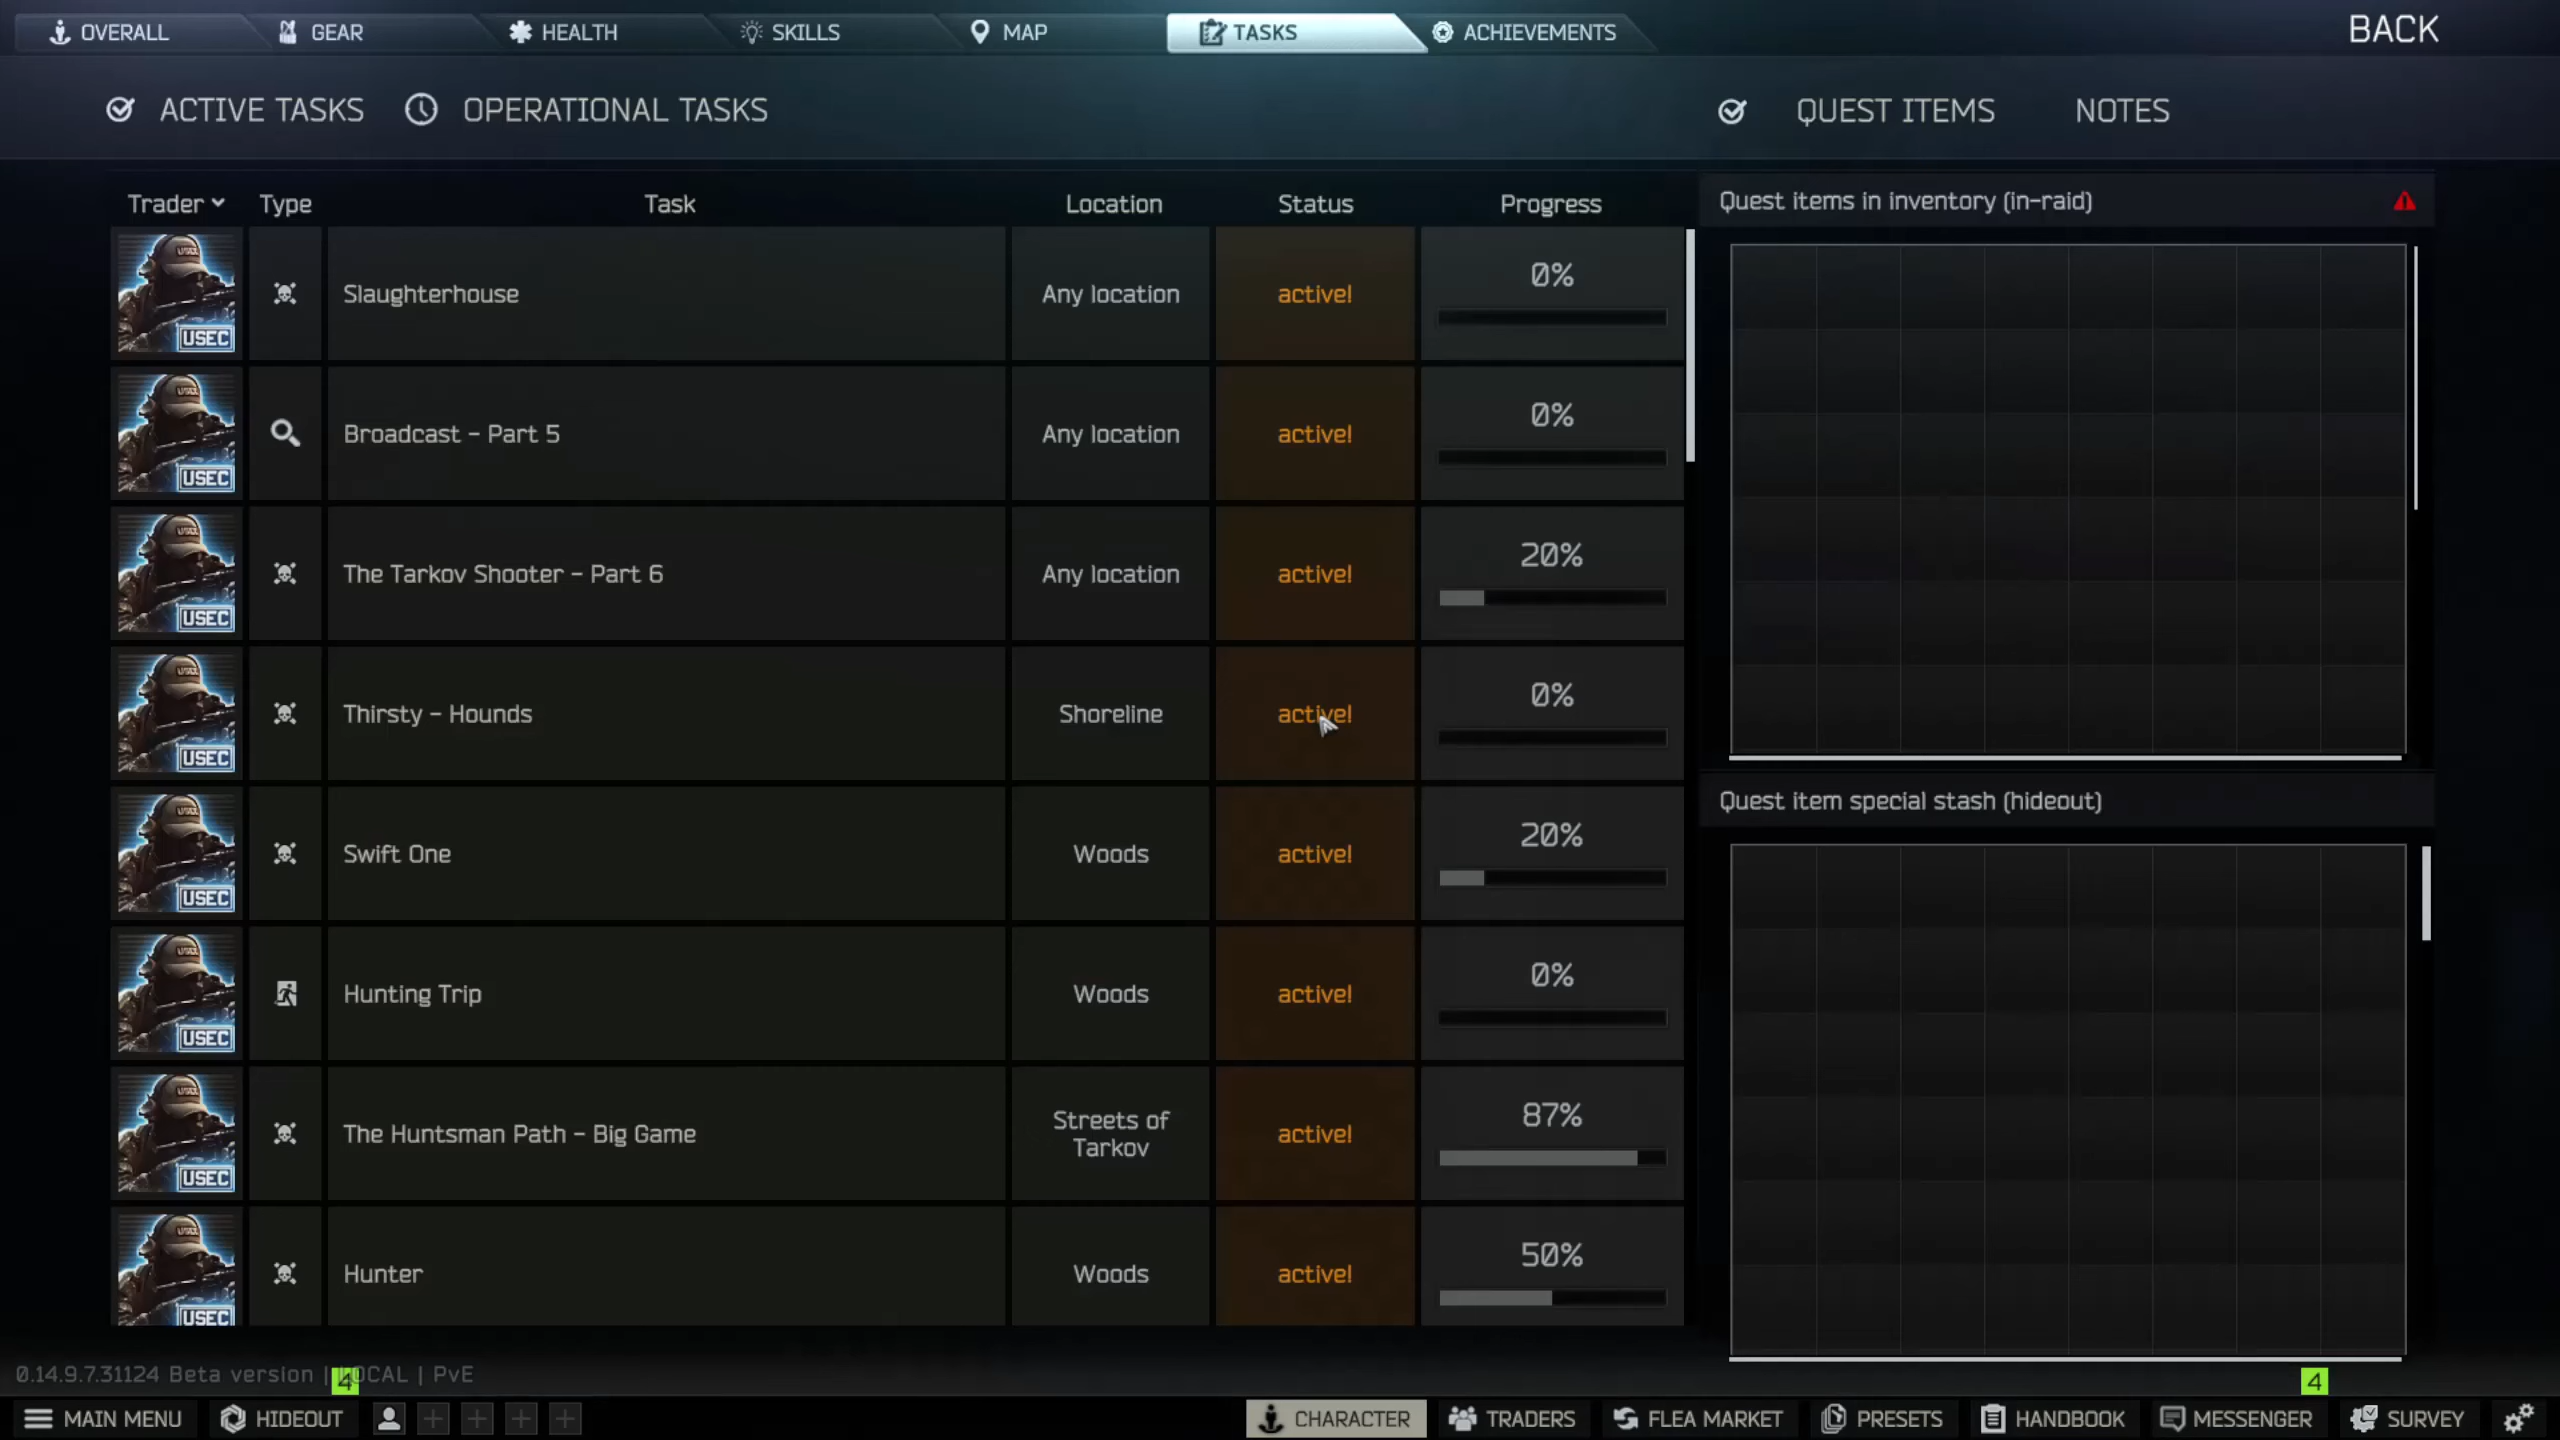 OVERALL GEAR HEALTH SKILLS MAP TASKS ACHIEVEMENTS BACK
ACTIVE TASKS OPERATIONAL TASKS QUEST ITEMS NOTES
Trader Type Task Location Status Progress
Quest items in inventory (in-raid)
USEC Slaughterhouse Any location active! 0%
USEC Broadcast – Part 5 Any location active! 0%
USEC The Tarkov Shooter – Part 6 Any location active! 20%
USEC Thirsty – Hounds Shoreline active! 0%
Quest item special stash (hideout)
USEC Swift One Woods active! 20%
USEC Hunting Trip Woods active! 0%
USEC The Huntsman Path – Big Game Streets of Tarkov active! 87%
USEC Hunter Woods active! 50%
0.14.9.7.31124 Beta version | LOCAL | PvE
4 4
MAIN MENU HIDEOUT CHARACTER TRADERS FLEA MARKET PRESETS HANDBOOK MESSENGER SURVEY